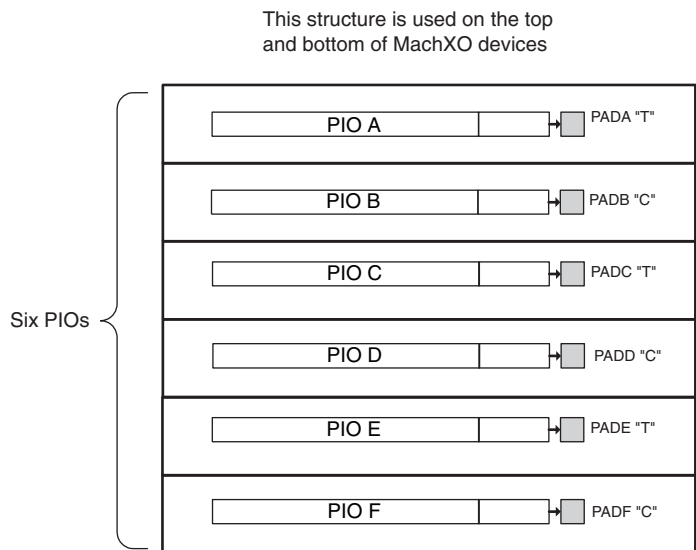 This structure is used on the top
and bottom of MachXO devices
PIO A
PADA "T"
PIO B
PADB "C"
PIO C
PADC "T"
Six PIOs
PIO D
PADD "C"
PIO E
PADE "T"
PIO F
PADF "C"